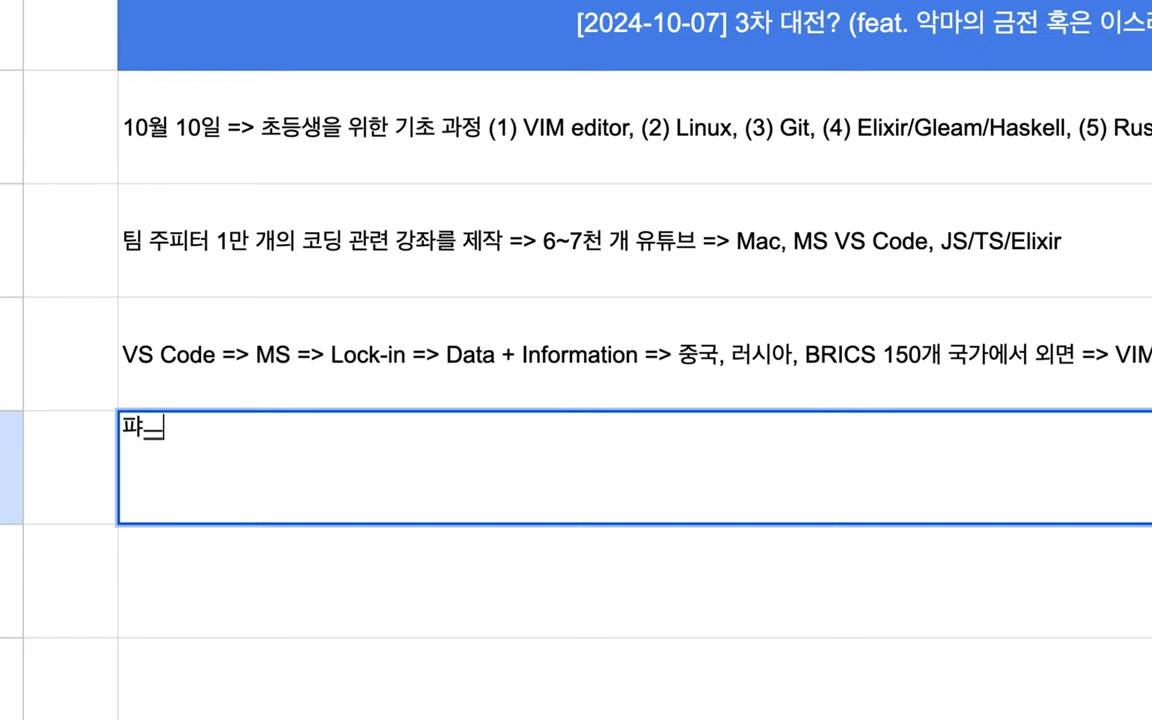 [2024-10-07] 3차 대전? (feat. 악마의 금전 혹은
10월 10일 => 초등생을 위한 기초 과정 (1) VIM editor, (2) Linux, (3) Git, (4) Elixir/Gleam/Haskell, (5)
팀 주피터 1만 개의 코딩 관련 강좌를 제작 => 6~7천 개 유튜브 => Mac, MS VS Code, JS/TS/Elixir
VS Code => MS => Lock-in => Data + Information => 중국, 러시아, BRICS 150개 국가에서 외면 => VIM
퍄ㅡ